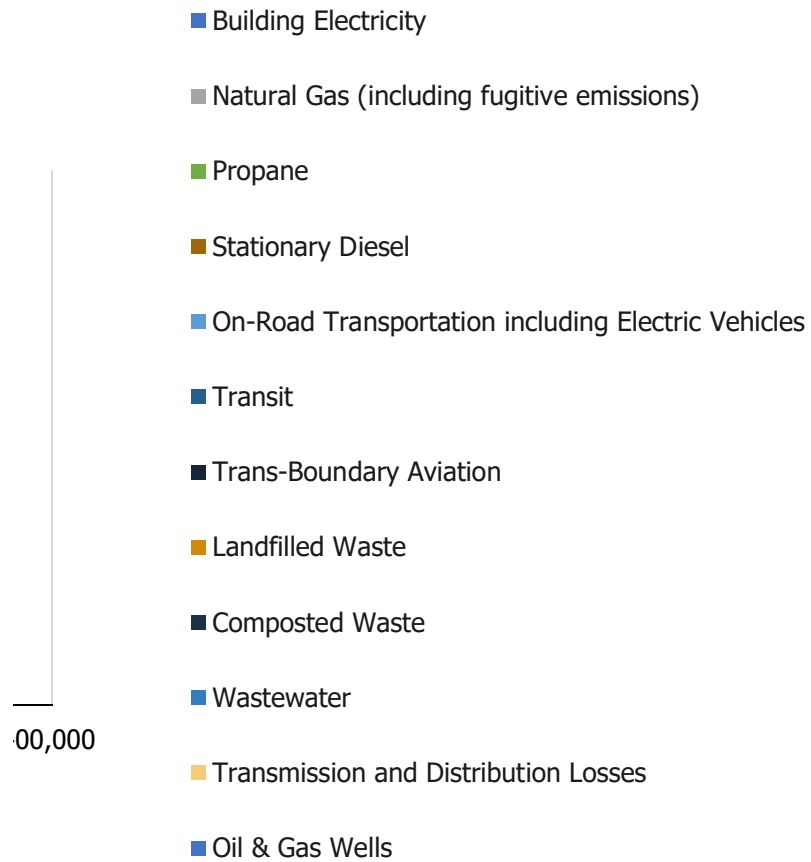 Building Electricity
Natural Gas (including fugitive emissions)
Propane
Stationary Diesel
On-Road Transportation including Electric Vehicles
Transit
Trans-Boundary Aviation
Landfilled Waste
Composted Waste
Wastewater
00,000
Transmission and Distribution Losses
Oil & Gas Wells